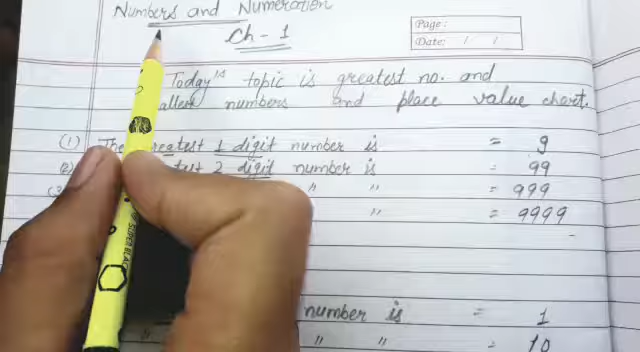 Numbers and Numeration
Ch - 1
Page:
Date: / /
Today's topic is greatest no. and
numbers and place value chart.
(1) The greatest 1 digit number is = 9
(2) 2 digit number is = 99
" " = 999
" = 9999
number is = 1
" " " = 10